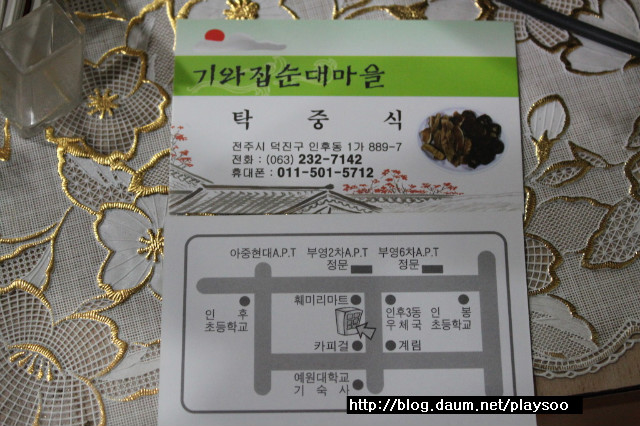 기와집순대마을
탁 중 식
전주시 덕진구 인후동 1가 889-7
전화 : (063) 232-7142
휴대폰 : 011-501-5712
아중현대A.P.T 부영2차A.P.T 부영6차A.P.T
정문 정문
훼미리마트
인 후
초등학교
인후3동
우체국
인 봉
초등학교
카피걸
계림
예원대학교
기 숙 사
http://blog.daum.net/playsoo